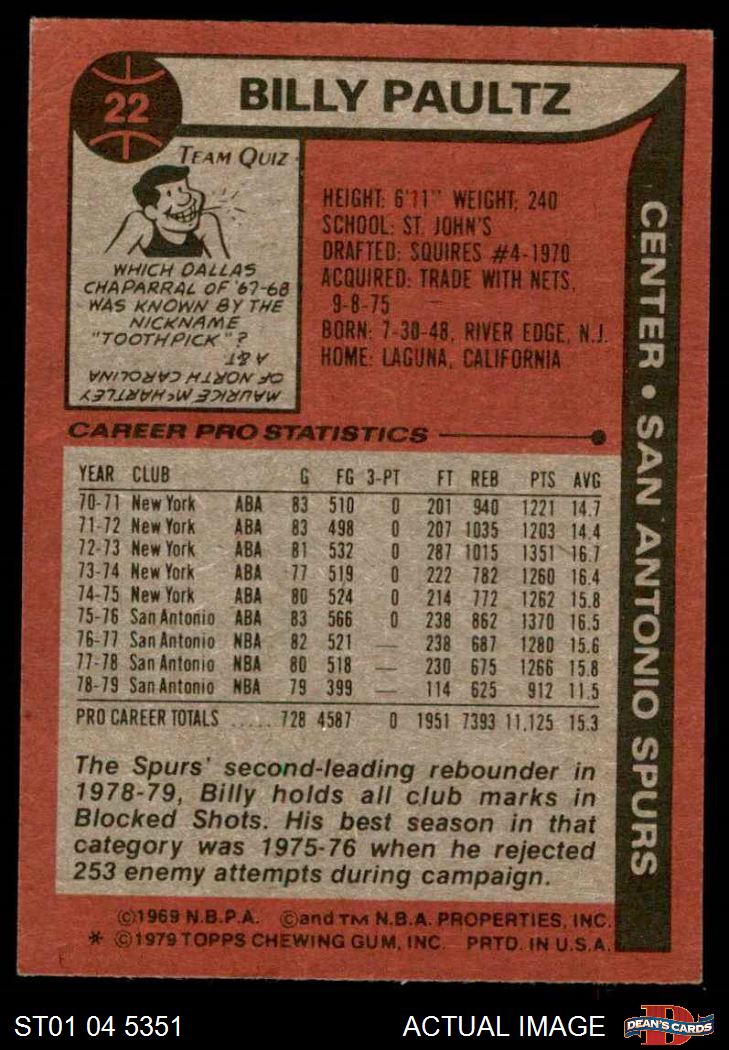 22
BILLY PAULTZ
TEAM QUIZ
WHICH DALLAS
CHAPARRAL OF '67-68
WAS KNOWN BY THE
NICKNAME
"TOOTHPICK"?
MAURICE McHARTLEY
OF NORTH CAROLINA
A&T
HEIGHT: 6'11" WEIGHT: 240
SCHOOL: ST. JOHN'S
DRAFTED: SQUIRES #4-1970
ACQUIRED: TRADE WITH NETS,
9-8-75
BORN: 7-30-48, RIVER EDGE, N.J.
HOME: LAGUNA, CALIFORNIA
CENTER • SAN ANTONIO SPURS
CAREER PRO STATISTICS
YEAR CLUB G FG 3-PT FT REB PTS AVG
70-71 New York ABA 83 510 0 201 940 1221 14.7
71-72 New York ABA 83 498 0 207 1035 1203 14.4
72-73 New York ABA 81 532 0 287 1015 1351 16.7
73-74 New York ABA 77 519 0 222 782 1260 16.4
74-75 New York ABA 80 524 0 214 772 1262 15.8
75-76 San Antonio ABA 83 566 0 238 862 1370 16.5
76-77 San Antonio NBA 82 521 — 238 687 1280 15.6
77-78 San Antonio NBA 80 518 — 230 675 1266 15.8
78-79 San Antonio NBA 79 399 — 114 625 912 11.5
PRO CAREER TOTALS ..... 728 4587 0 1951 7393 11,125 15.3
The Spurs' second-leading rebounder in
1978-79, Billy holds all club marks in
Blocked Shots. His best season in that
category was 1975-76 when he rejected
253 enemy attempts during campaign.
©1969 N.B.P.A. ©and TM N.B.A. PROPERTIES, INC.
* ©1979 TOPPS CHEWING GUM, INC. PRTD. IN U.S.A.
ST01 04 5351
ACTUAL IMAGE
D
DEAN'S CARDS